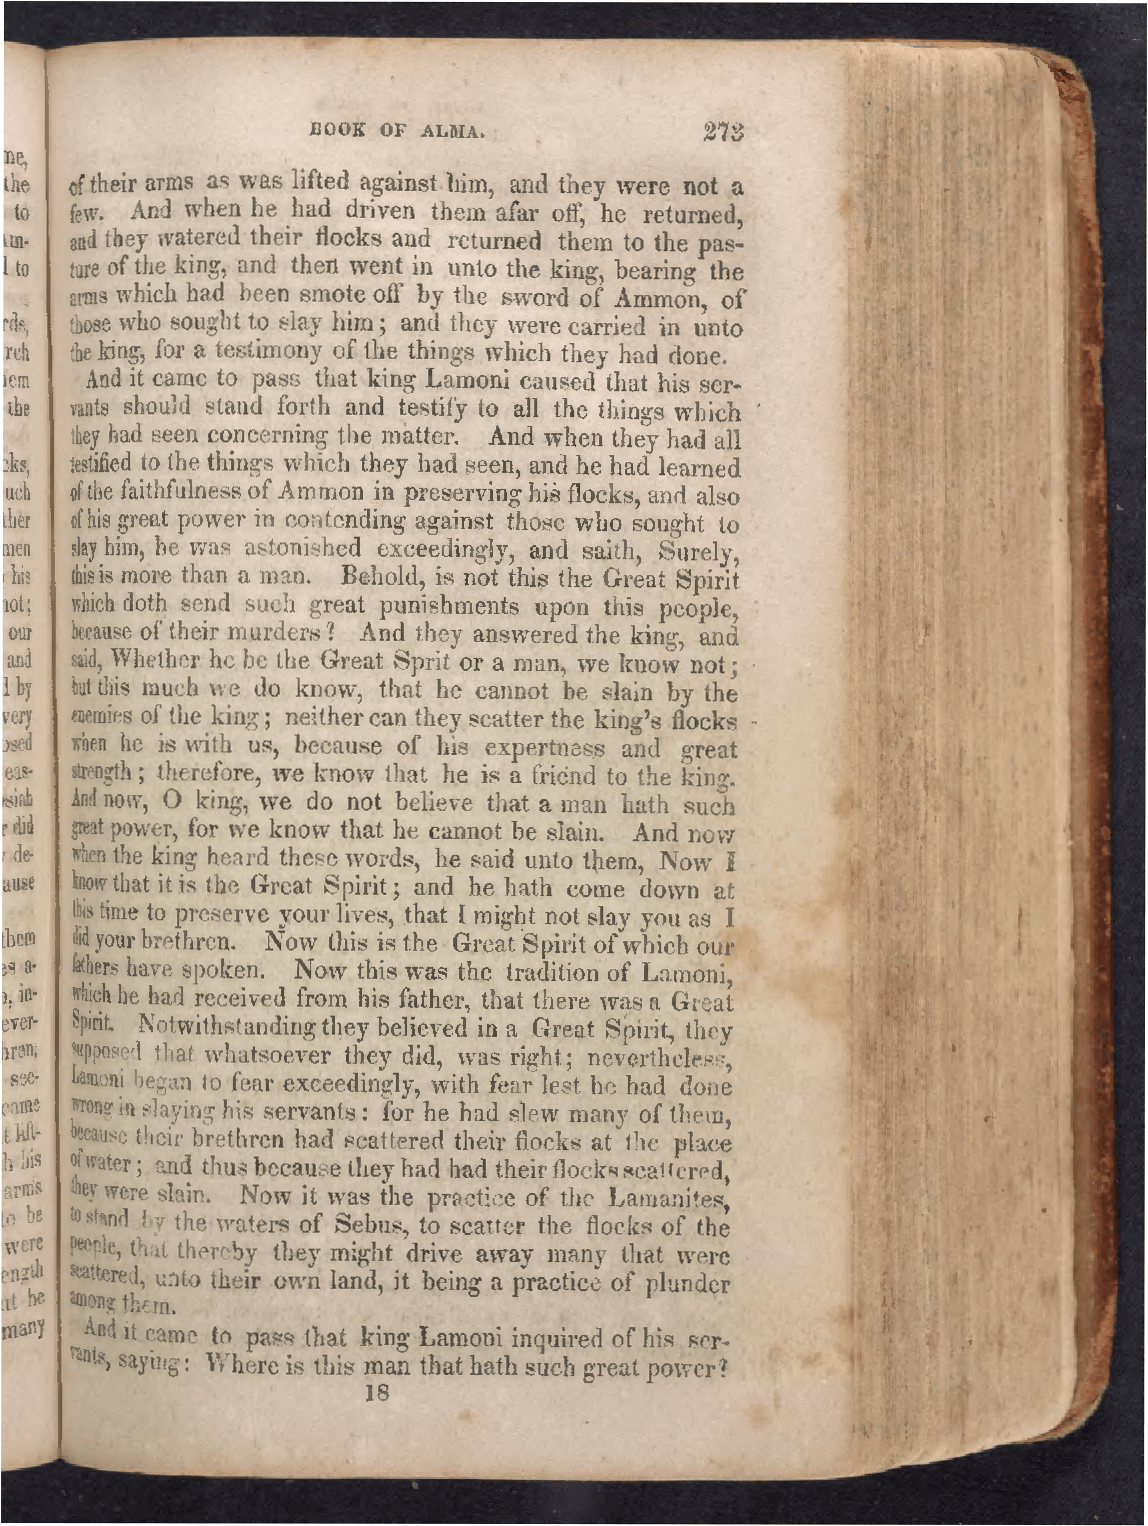 BOOK OF ALMA. 273
of their arms as was lifted against him, and they were not a
few. And when he had driven them afar off, he returned,
and they watered their flocks and returned them to the pas-
ture of the king, and then went in unto the king, bearing the
arms which had been smote off by the sword of Ammon, of
those who sought to slay him; and they were carried in unto
the king, for a testimony of the things which they had done.
And it came to pass that king Lamoni caused that his ser-
vants should stand forth and testify to all the things which
they had seen concerning the matter. And when they had all
testified to the things which they had seen, and he had learned
of the faithfulness of Ammon in preserving his flocks, and also
of his great power in contending against those who sought to
slay him, he was astonished exceedingly, and saith, Surely,
this is more than a man. Behold, is not this the Great Spirit
which doth send such great punishments upon this people,
because of their murders? And they answered the king, and
said, Whether he be the Great Sprit or a man, we know not;
but this much we do know, that he cannot be slain by the
enemies of the king; neither can they scatter the king's flocks
when he is with us, because of his expertness and great
strength; therefore, we know that he is a friend to the king.
And now, O king, we do not believe that a man hath such
great power, for we know that he cannot be slain. And now
when the king heard these words, he said unto them, Now I
know that it is the Great Spirit; and he hath come down at
this time to preserve your lives, that I might not slay you as I
did your brethren. Now this is the Great Spirit of which our
fathers have spoken. Now this was the tradition of Lamoni,
which he had received from his father, that there was a Great
Spirit. Notwithstanding they believed in a Great Spirit, they
supposed that whatsoever they did, was right; nevertheless,
Lamoni began to fear exceedingly, with fear lest he had done
wrong in slaying his servants: for he had slew many of them,
because their brethren had scattered their flocks at the place
of water; and thus because they had had their flocks scattered,
they were slain. Now it was the practice of the Lamanites,
to stand by the waters of Sebus, to scatter the flocks of the
people, that thereby they might drive away many that were
scattered, unto their own land, it being a practice of plunder
among them.
And it came to pass that king Lamoni inquired of his ser-
vants, saying: Where is this man that hath such great power?
18